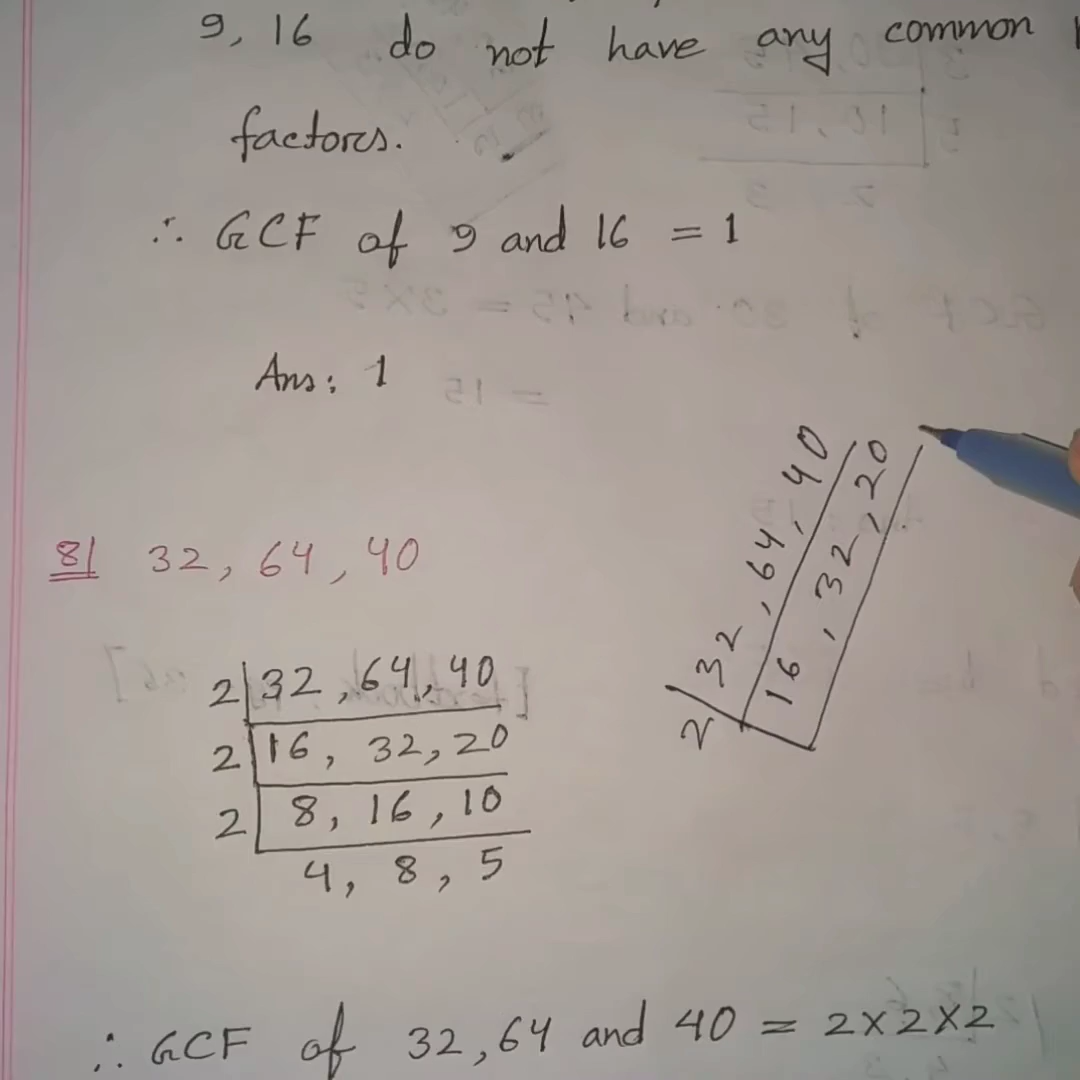 9, 16 do not have any common
factors.
∴ GCF of 9 and 16 = 1
Ans: 1
8| 32, 64, 40
2|32, 64, 40
2|16, 32, 20
2|8, 16, 10
4, 8, 5
2|32, 64, 40
16, 32, 20
∴ GCF of 32, 64 and 40 = 2×2×2